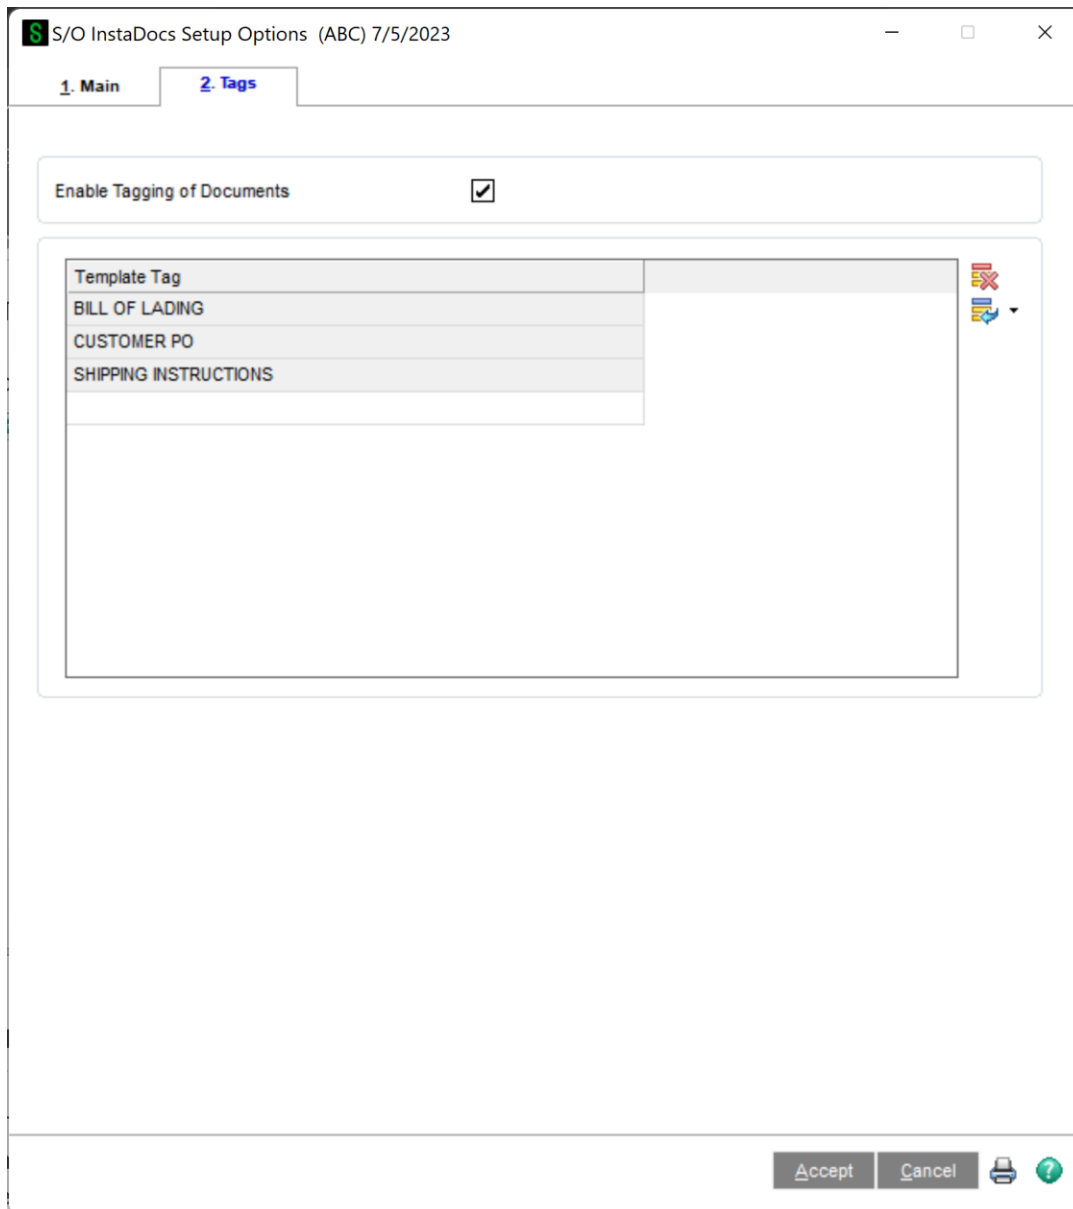 S/O InstaDocs Setup Options (ABC) 7/5/2023
1. Main
2. Tags
Enable Tagging of Documents
Template Tag
BILL OF LADING
CUSTOMER PO
SHIPPING INSTRUCTIONS
Accept
Cancel